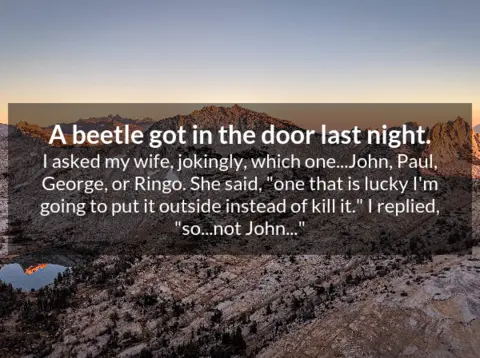 A beetle got in the door last night.
I asked my wife, jokingly, which one...John, Paul,
George, or Ringo. She said, "one that is lucky I'm
going to put it outside instead of kill it." I replied,
"so...not John..."